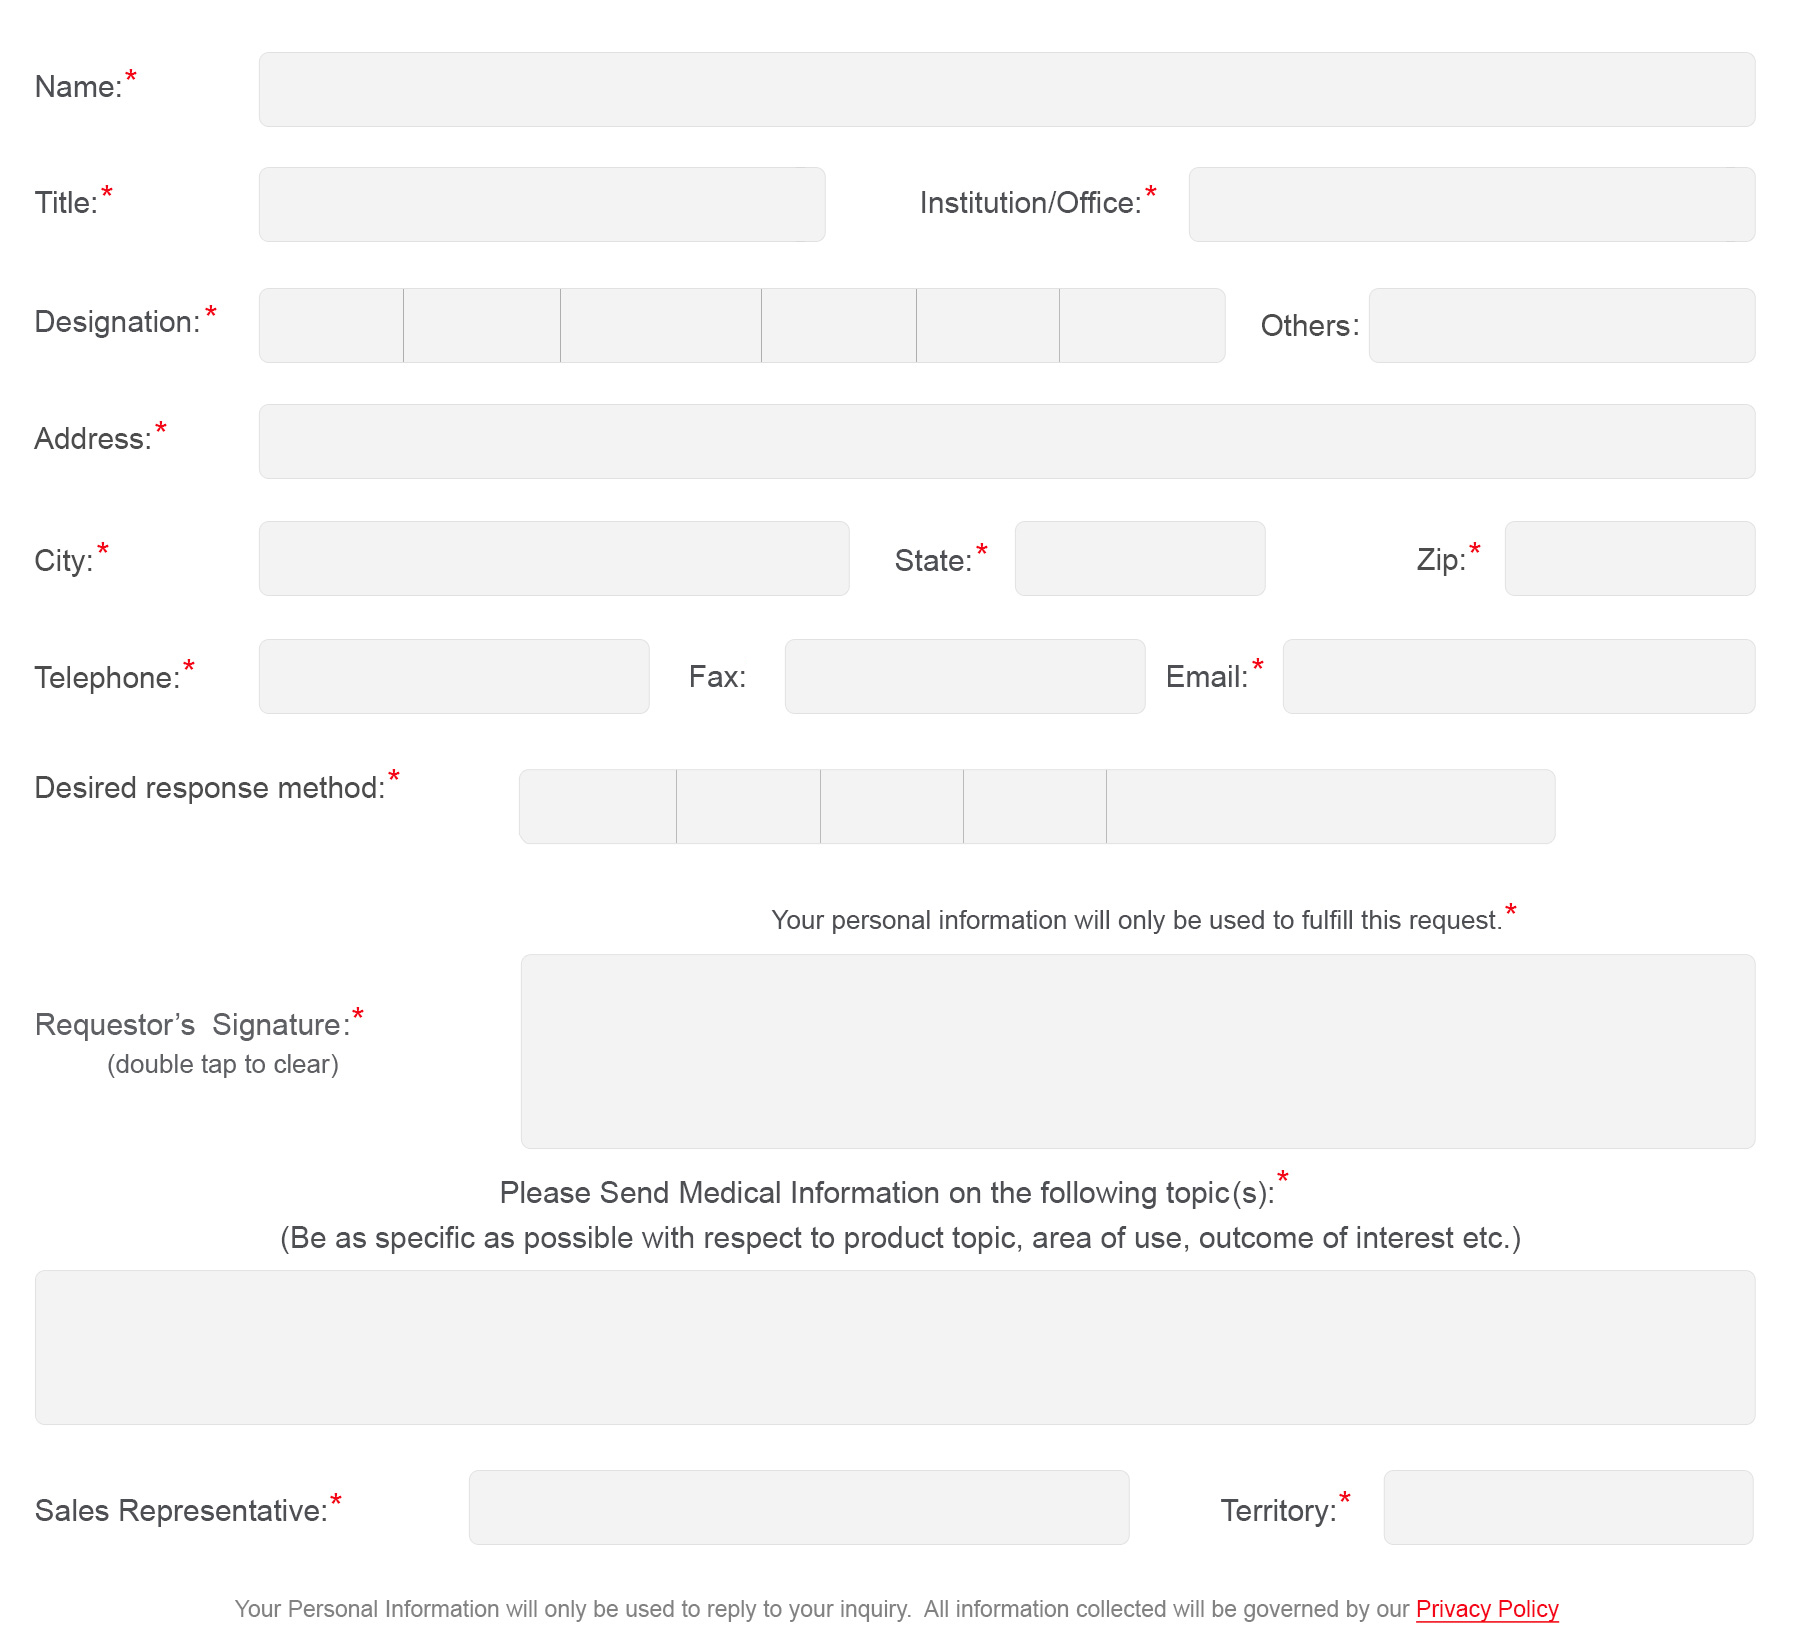 Name:*
Title:* Institution/Office:*
Designation:* Others:
Address:*
City:* State:* Zip:*
Telephone:* Fax: Email:*
Desired response method:*
Your personal information will only be used to fulfill this request.*
Requestor’s Signature:*
(double tap to clear)
Please Send Medical Information on the following topic(s):*
(Be as specific as possible with respect to product topic, area of use, outcome of interest etc.)
Sales Representative:* Territory:*
Your Personal Information will only be used to reply to your inquiry. All information collected will be governed by our Privacy Policy